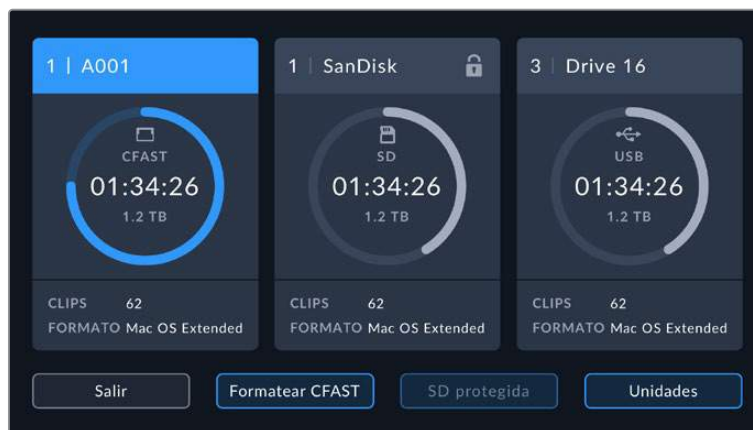 1 | A001
1 | SanDisk
3 | Drive 16
CFAST
01:34:26
1.2 TB
SD
01:34:26
1.2 TB
USB
01:34:26
1.2 TB
CLIPS 62
FORMATO Mac OS Extended
CLIPS 62
FORMATO Mac OS Extended
CLIPS 62
FORMATO Mac OS Extended
Salir
Formatear CFAST
SD protegida
Unidades